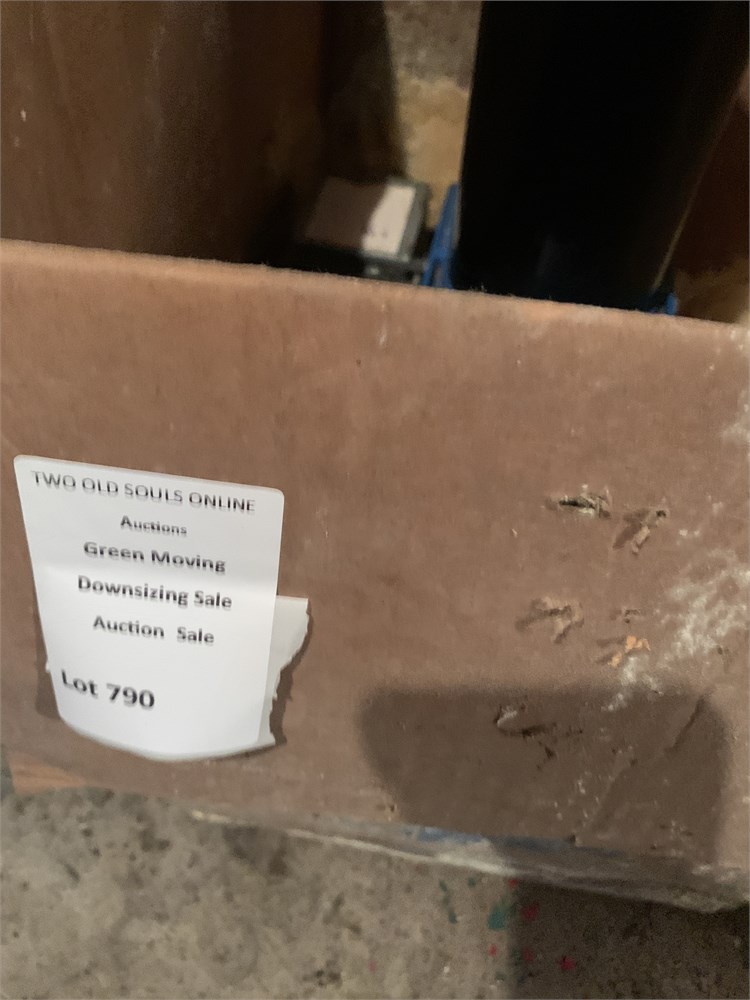 TWO OLD SOULS ONLINE
Auctions
Green Moving
Downsizing Sale
Auction Sale
Lot 790